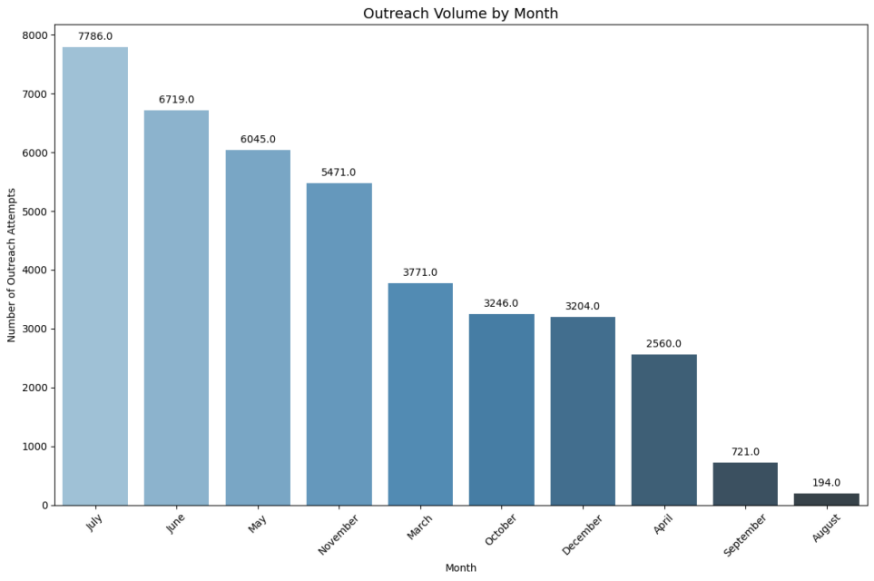 Outreach Volume by Month
Number of Outreach Attempts
8000
7000
6000
5000
4000
3000
2000
1000
0
7786.0
6719.0
6045.0
5471.0
3771.0
3246.0
3204.0
2560.0
721.0
194.0
July
June
May
November
March
October
December
April
September
August
Month